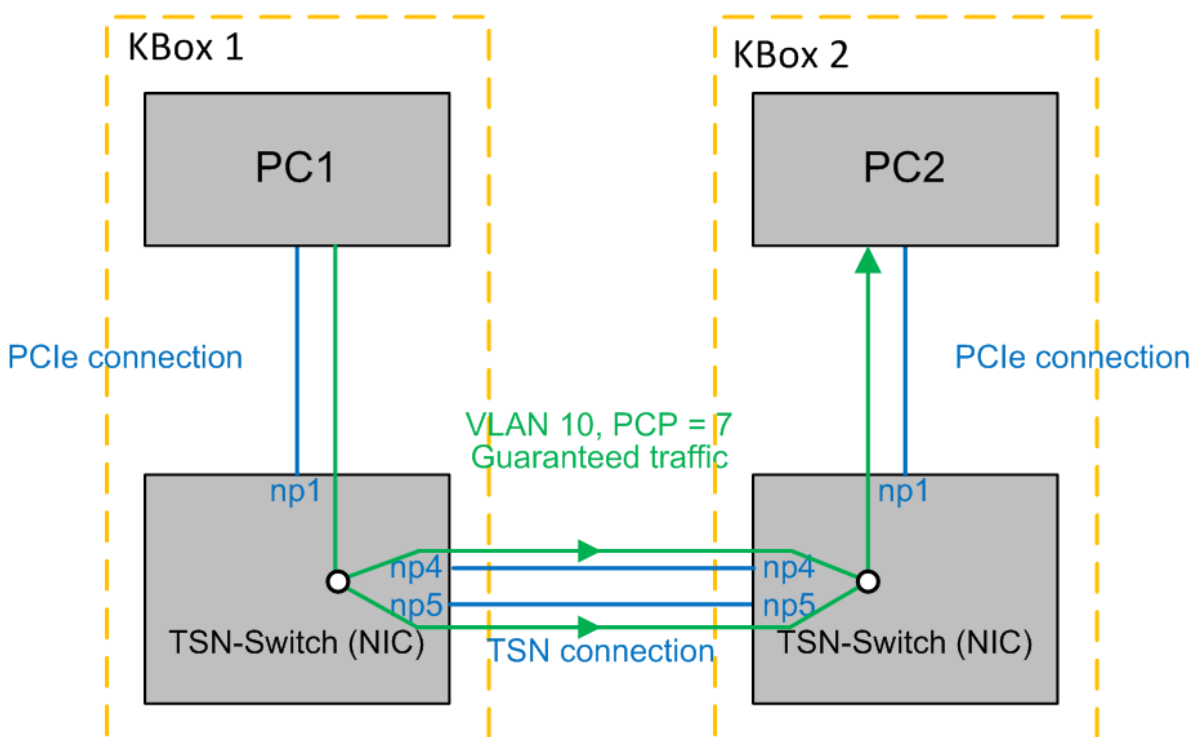 KBox 1
KBox 2
PC1
PC2
PCIe connection
PCIe connection
VLAN 10, PCP = 7
Guaranteed traffic
np1
np1
np4
np4
np5
np5
TSN-Switch (NIC)
TSN connection
TSN-Switch (NIC)